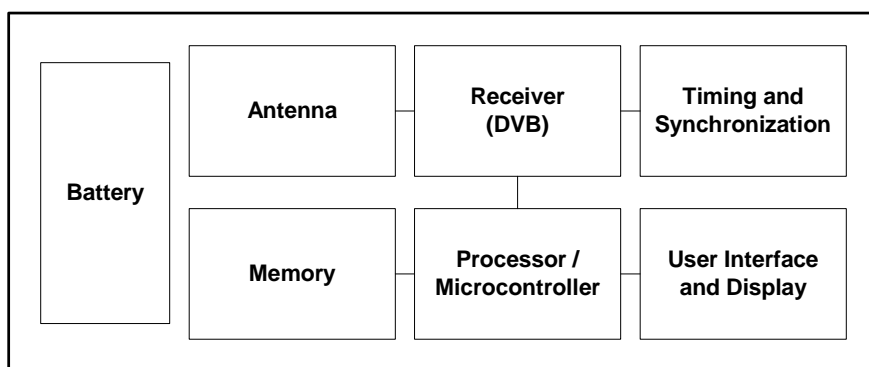 Battery
Antenna
Receiver
(DVB)
Timing and
Synchronization
Memory
Processor /
Microcontroller
User Interface
and Display